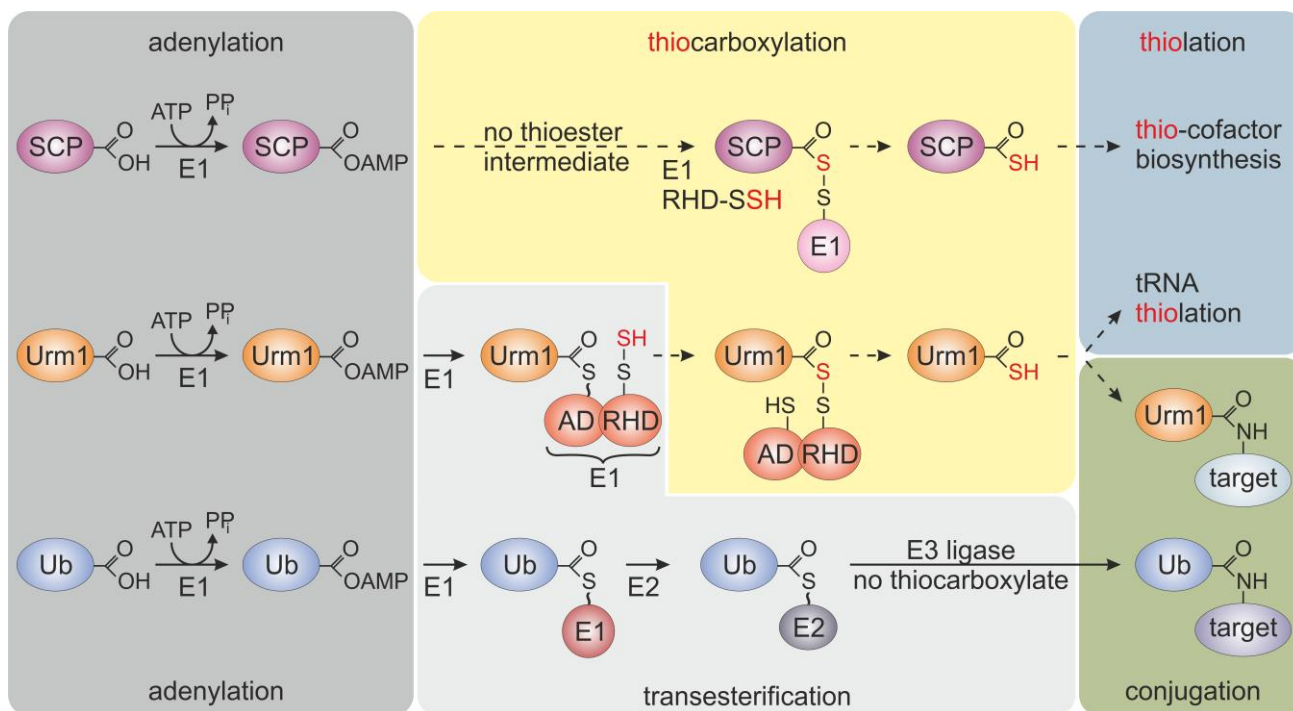 adenylation
thiocarboxylation
thiolation
SCP
O
OH
ATP
PPi
E1
SCP
O
OAMP
no thioester
intermediate
E1
RHD-SSH
SCP
O
S
S
E1
SCP
O
SH
thio-cofactor
biosynthesis
Urm1
O
OH
ATP
PPi
E1
Urm1
O
OAMP
E1
Urm1
O
S
SH
S
AD
RHD
E1
Urm1
O
S
HS
S
AD
RHD
Urm1
O
SH
tRNA
thiolation
Urm1
O
NH
target
Ub
O
OH
ATP
PPi
E1
Ub
O
OAMP
E1
Ub
O
S
E1
E2
Ub
O
S
E2
E3 ligase
no thiocarboxylate
Ub
O
NH
target
adenylation
transesterification
conjugation